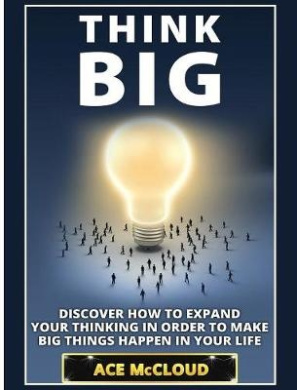 THINK
BIG
DISCOVER HOW TO EXPAND
YOUR THINKING IN ORDER TO MAKE
BIG THINGS HAPPEN IN YOUR LIFE
ACE McCLOUD